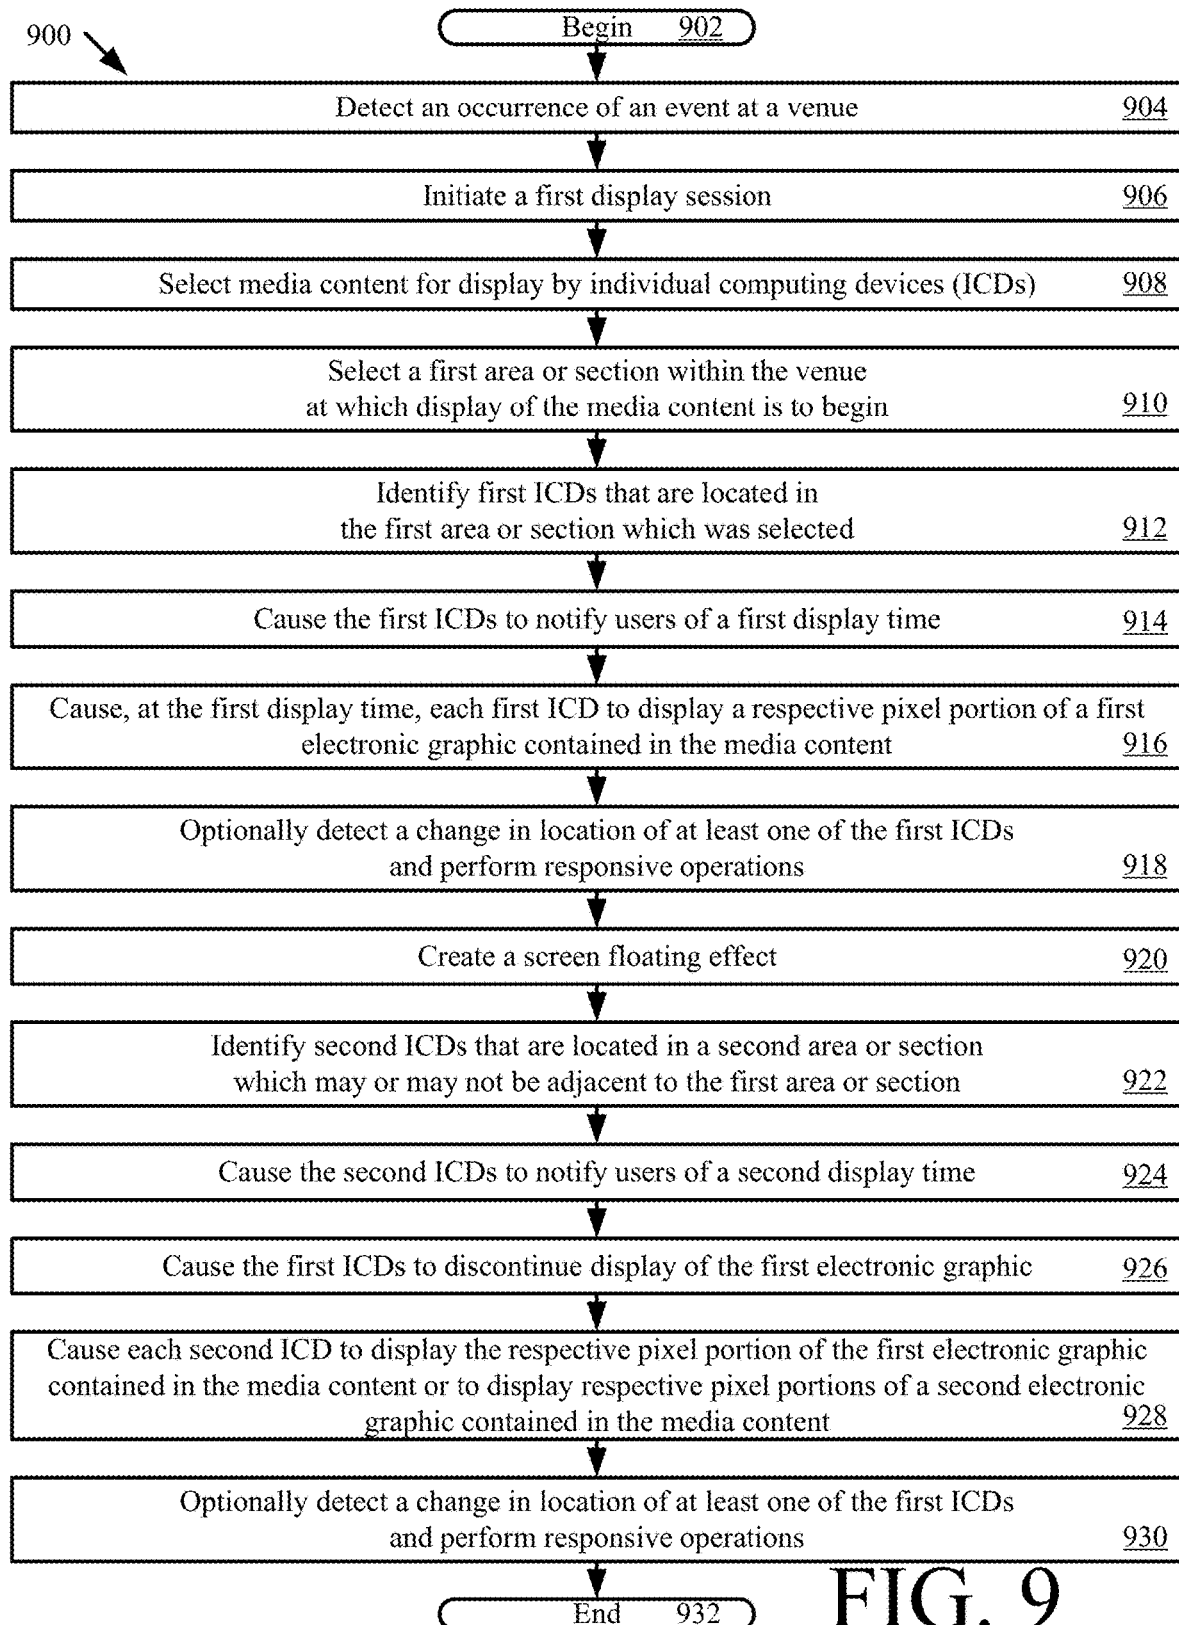 900
Begin 902
Detect an occurrence of an event at a venue 904
Initiate a first display session 906
Select media content for display by individual computing devices (ICDs) 908
Select a first area or section within the venue
at which display of the media content is to begin 910
Identify first ICDs that are located in
the first area or section which was selected 912
Cause the first ICDs to notify users of a first display time 914
Cause, at the first display time, each first ICD to display a respective pixel portion of a first
electronic graphic contained in the media content 916
Optionally detect a change in location of at least one of the first ICDs
and perform responsive operations 918
Create a screen floating effect 920
Identify second ICDs that are located in a second area or section
which may or may not be adjacent to the first area or section 922
Cause the second ICDs to notify users of a second display time 924
Cause the first ICDs to discontinue display of the first electronic graphic 926
Cause each second ICD to display the respective pixel portion of the first electronic graphic
contained in the media content or to display respective pixel portions of a second electronic
graphic contained in the media content 928
Optionally detect a change in location of at least one of the first ICDs
and perform responsive operations 930
End 932
FIG. 9